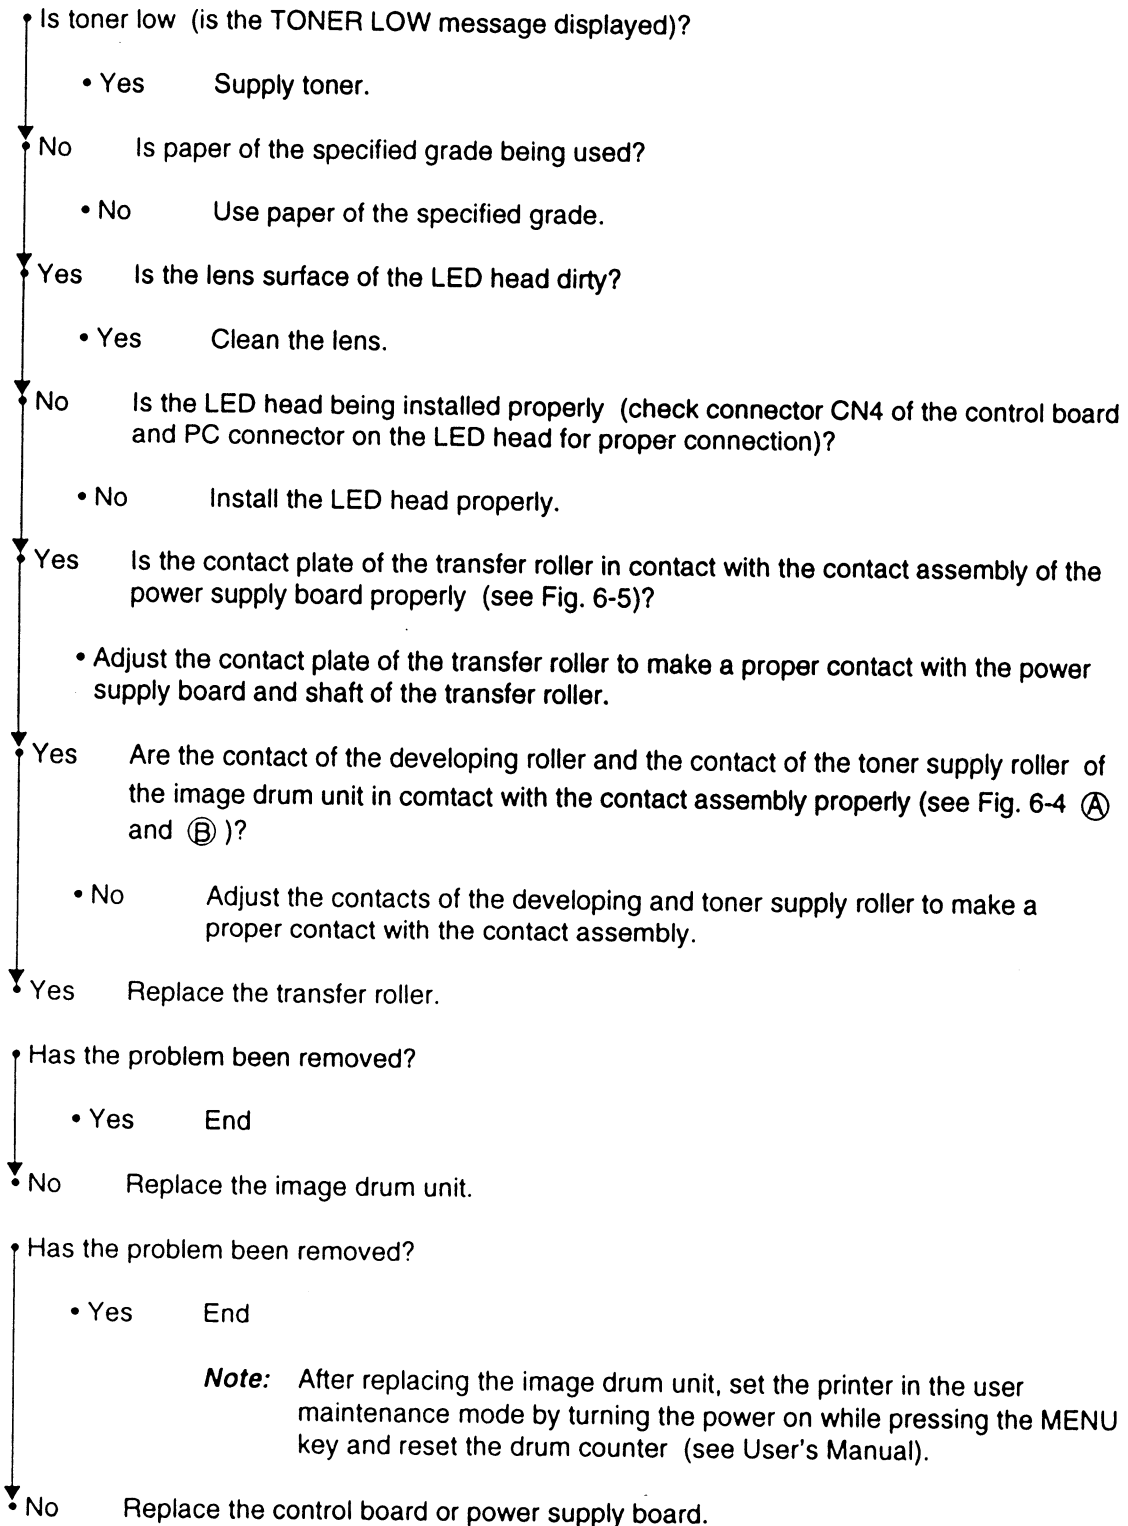 Is toner low (is the TONER LOW message displayed)?
• Yes Supply toner.
No Is paper of the specified grade being used?
• No Use paper of the specified grade.
Yes Is the lens surface of the LED head dirty?
• Yes Clean the lens.
No Is the LED head being installed properly (check connector CN4 of the control board
and PC connector on the LED head for proper connection)?
• No Install the LED head properly.
Yes Is the contact plate of the transfer roller in contact with the contact assembly of the
power supply board properly (see Fig. 6-5)?
• Adjust the contact plate of the transfer roller to make a proper contact with the power
supply board and shaft of the transfer roller.
Yes Are the contact of the developing roller and the contact of the toner supply roller of
the image drum unit in comtact with the contact assembly properly (see Fig. 6-4 Ⓐ
and Ⓑ )?
• No Adjust the contacts of the developing and toner supply roller to make a
proper contact with the contact assembly.
Yes Replace the transfer roller.
Has the problem been removed?
• Yes End
No Replace the image drum unit.
Has the problem been removed?
• Yes End
Note: After replacing the image drum unit, set the printer in the user
maintenance mode by turning the power on while pressing the MENU
key and reset the drum counter (see User's Manual).
No Replace the control board or power supply board.